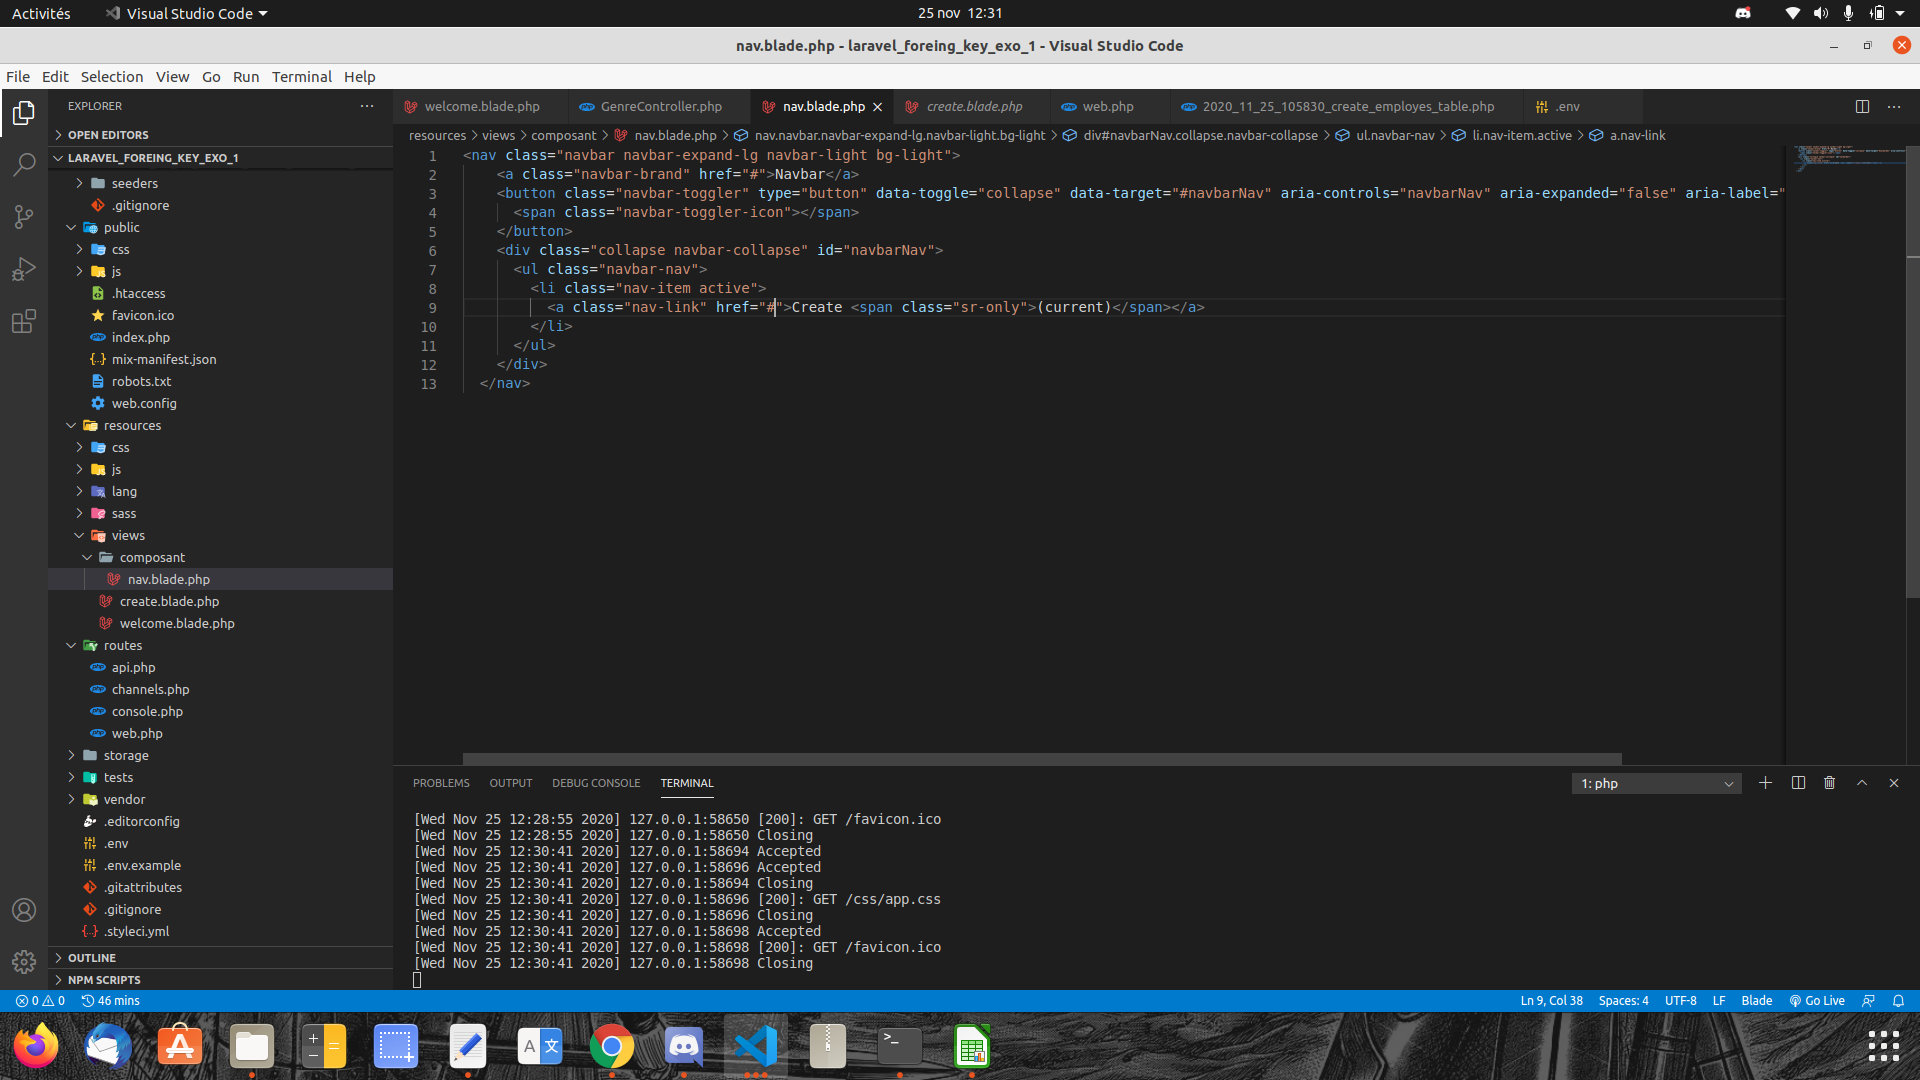 Activités
Visual Studio Code
25 nov 12:31
nav.blade.php - laravel_foreing_key_exo_1 - Visual Studio Code
File Edit Selection View Go Run Terminal Help
EXPLORER
OPEN EDITORS
LARAVEL_FOREING_KEY_EXO_1
seeders
.gitignore
public
css
js
.htaccess
favicon.ico
index.php
mix-manifest.json
robots.txt
web.config
resources
css
js
lang
sass
views
composant
nav.blade.php
create.blade.php
welcome.blade.php
routes
api.php
channels.php
console.php
web.php
storage
tests
vendor
.editorconfig
.env
.env.example
.gitattributes
.gitignore
.styleci.yml
OUTLINE
NPM SCRIPTS
welcome.blade.php GenreController.php nav.blade.php create.blade.php web.php 2020_11_25_105830_create_employes_table.php .env
resources > views > composant > nav.blade.php > nav.navbar.navbar-expand-lg.navbar-light.bg-light > div#navbarNav.collapse.navbar-collapse > ul.navbar-nav > li.nav-item.active > a.nav-link
1 <nav class="navbar navbar-expand-lg navbar-light bg-light">
2 <a class="navbar-brand" href="#">Navbar</a>
3 <button class="navbar-toggler" type="button" data-toggle="collapse" data-target="#navbarNav" aria-controls="navbarNav" aria-expanded="false" aria-label="
4 <span class="navbar-toggler-icon"></span>
5 </button>
6 <div class="collapse navbar-collapse" id="navbarNav">
7 <ul class="navbar-nav">
8 <li class="nav-item active">
9 <a class="nav-link" href="#">Create <span class="sr-only">(current)</span></a>
10 </li>
11 </ul>
12 </div>
13 </nav>
PROBLEMS OUTPUT DEBUG CONSOLE TERMINAL
1: php
[Wed Nov 25 12:28:55 2020] 127.0.0.1:58650 [200]: GET /favicon.ico
[Wed Nov 25 12:28:55 2020] 127.0.0.1:58650 Closing
[Wed Nov 25 12:30:41 2020] 127.0.0.1:58694 Accepted
[Wed Nov 25 12:30:41 2020] 127.0.0.1:58696 Accepted
[Wed Nov 25 12:30:41 2020] 127.0.0.1:58694 Closing
[Wed Nov 25 12:30:41 2020] 127.0.0.1:58696 [200]: GET /css/app.css
[Wed Nov 25 12:30:41 2020] 127.0.0.1:58696 Closing
[Wed Nov 25 12:30:41 2020] 127.0.0.1:58698 Accepted
[Wed Nov 25 12:30:41 2020] 127.0.0.1:58698 [200]: GET /favicon.ico
[Wed Nov 25 12:30:41 2020] 127.0.0.1:58698 Closing
0 0 46 mins
Ln 9, Col 38 Spaces: 4 UTF-8 LF Blade Go Live